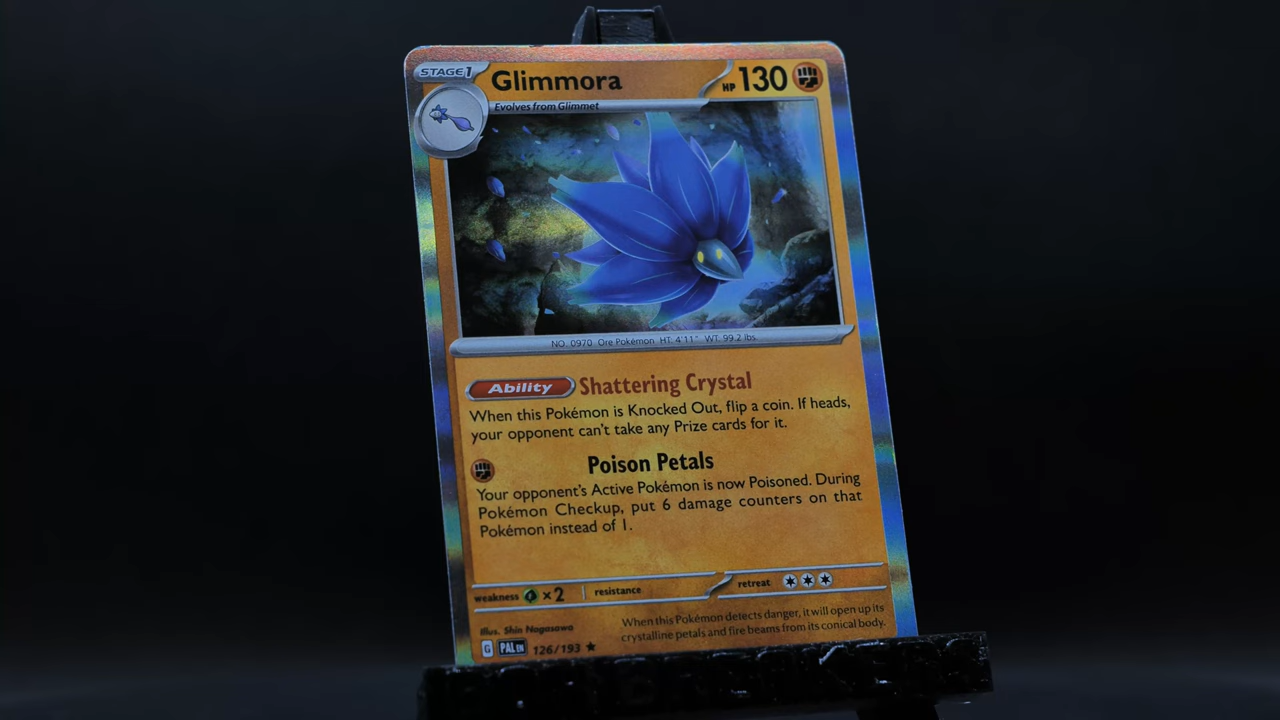 STAGE1 Glimmora HP 130
Evolves from Glimmet
NO. 0970 Ore Pokémon HT: 4'11" WT: 99.2 lbs.
Ability Shattering Crystal
When this Pokémon is Knocked Out, flip a coin. If heads,
your opponent can't take any Prize cards for it.
Poison Petals
Your opponent's Active Pokémon is now Poisoned. During
Pokémon Checkup, put 6 damage counters on that
Pokémon instead of 1.
weakness ×2 resistance retreat
Illus. Shin Nagasawa
When this Pokémon detects danger, it will open up its
crystalline petals and fire beams from its conical body.
G PAL EN 126/193 ★